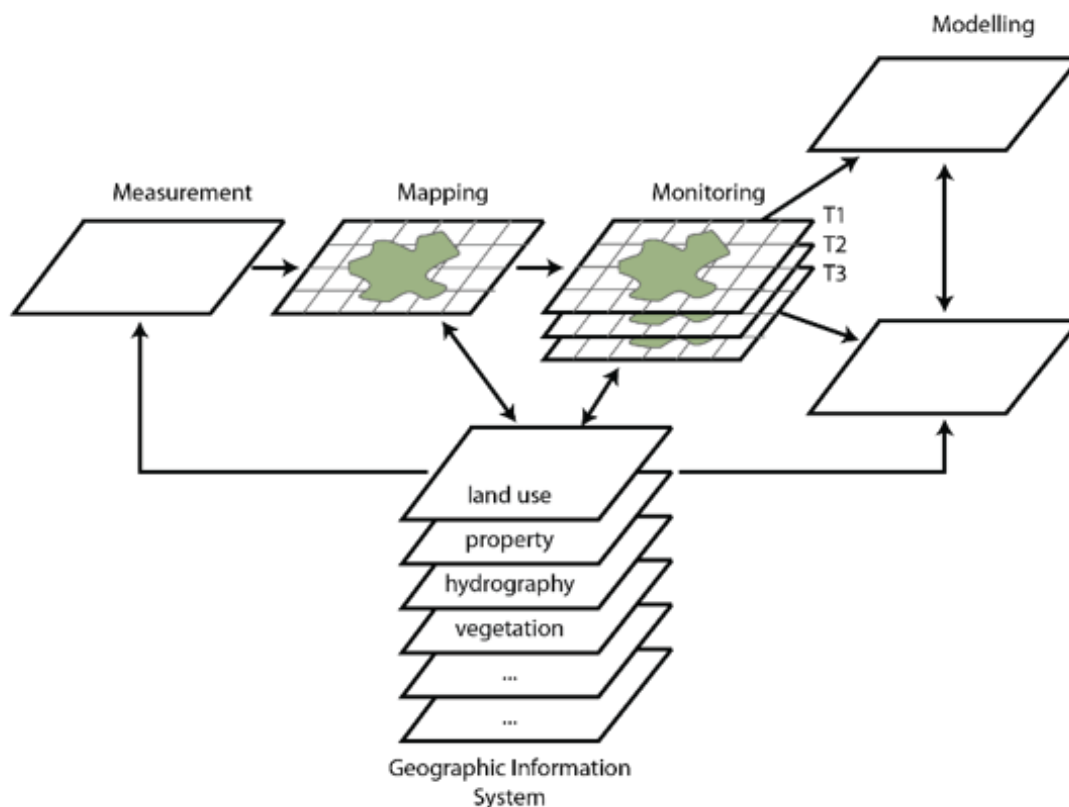 Modelling
Measurement
Mapping
Monitoring
T1
T2
T3
land use
property
hydrography
vegetation
...
...
Geographic Information
System